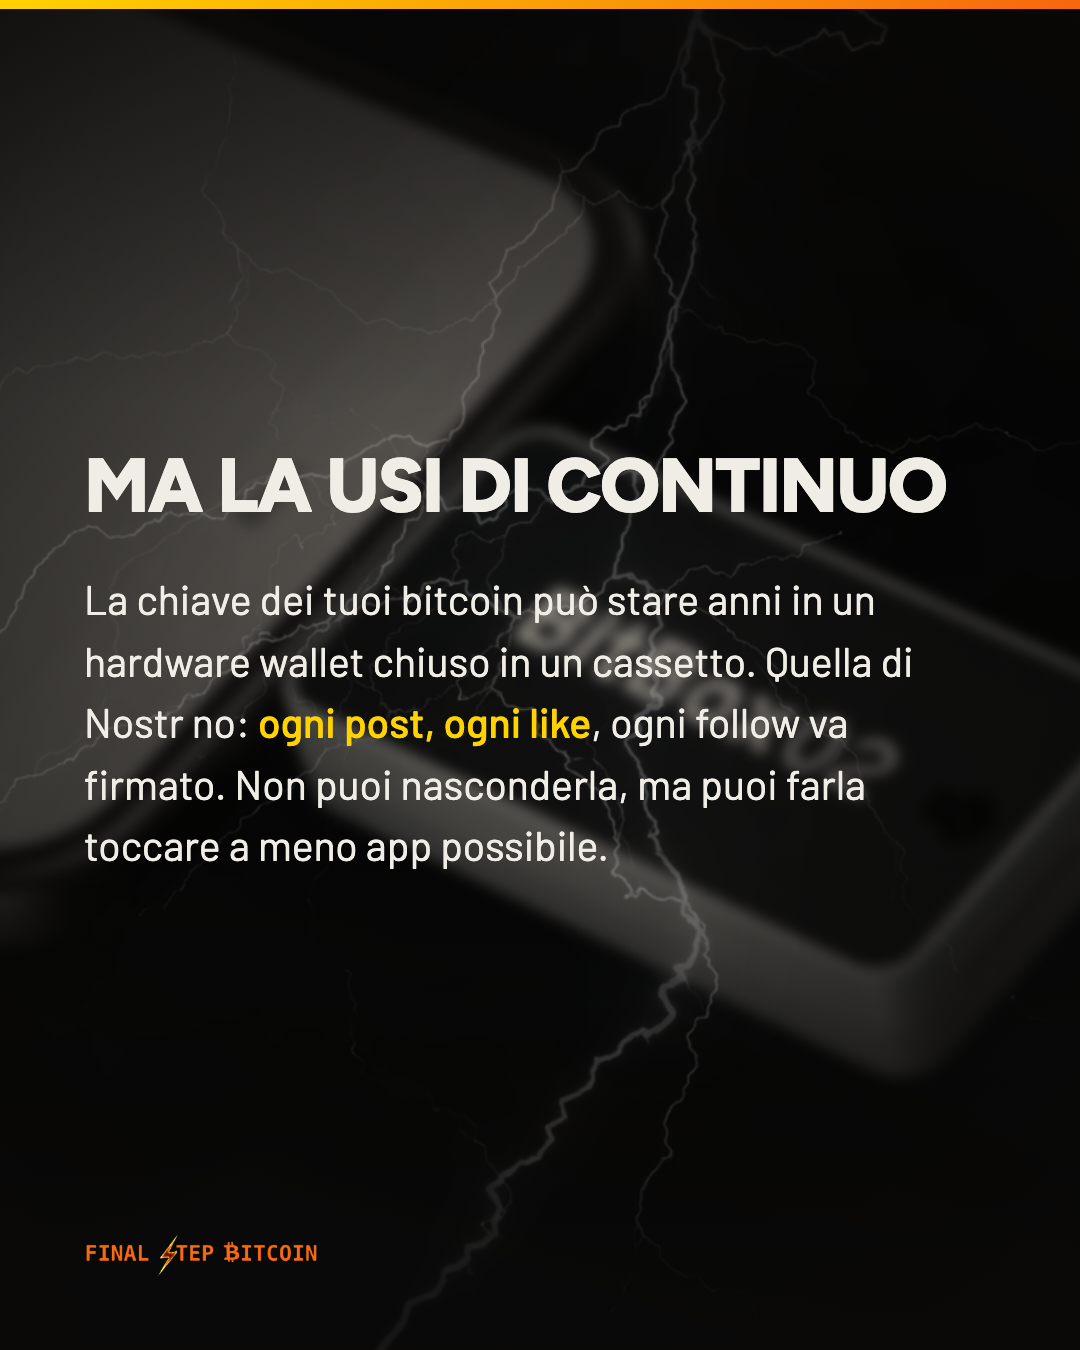 MA LA USI DI CONTINUO
La chiave dei tuoi bitcoin può stare anni in un
hardware wallet chiuso in un cassetto. Quella di
Nostr no: ogni post, ogni like, ogni follow va
firmato. Non puoi nasconderla, ma puoi farla
toccare a meno app possibile.
FINAL STEP BITCOIN